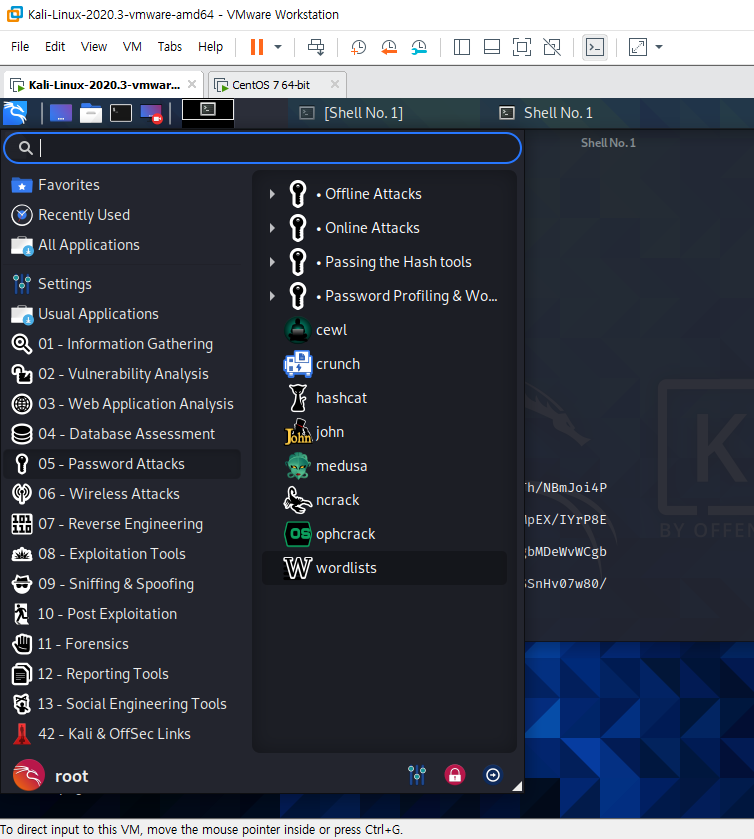 Kali-Linux-2020.3-vmware-amd64 - VMware Workstation
File Edit View VM Tabs Help
Kali-Linux-2020.3-vmwar... CentOS 7 64-bit
[Shell No. 1] Shell No. 1
Shell No. 1
Favorites
Recently Used
All Applications
Settings
Usual Applications
01 - Information Gathering
02 - Vulnerability Analysis
03 - Web Application Analysis
04 - Database Assessment
05 - Password Attacks
06 - Wireless Attacks
07 - Reverse Engineering
08 - Exploitation Tools
09 - Sniffing & Spoofing
10 - Post Exploitation
11 - Forensics
12 - Reporting Tools
13 - Social Engineering Tools
42 - Kali & OffSec Links
• Offline Attacks
• Online Attacks
• Passing the Hash tools
• Password Profiling & Wo...
cewl
crunch
hashcat
john
medusa
ncrack
ophcrack
wordlists
h/NBmJoi4P
pEX/IYrP8E
bMDeWvWCgb
SnHv07w80/
BY OFFEN
root
To direct input to this VM, move the mouse pointer inside or press Ctrl+G.